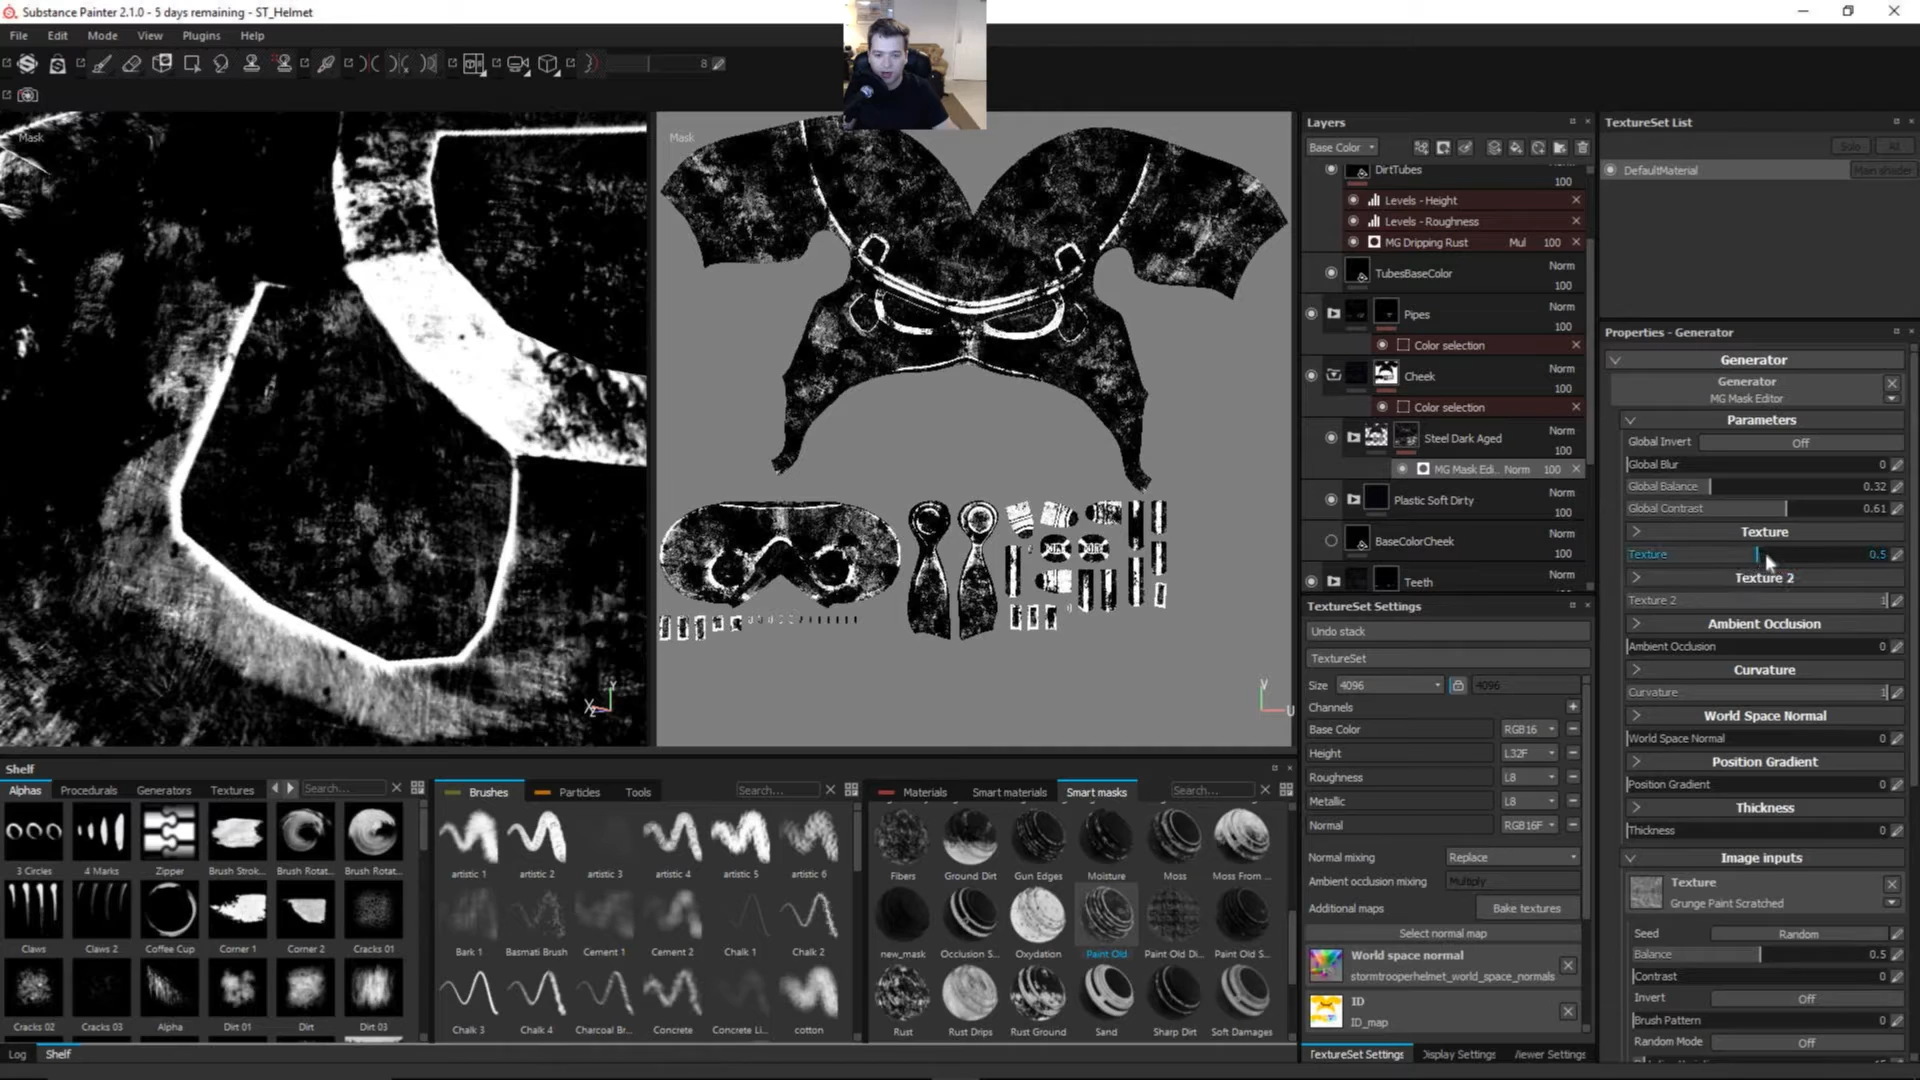 Substance Painter 2.1.0 - 5 days remaining - ST_Helmet
File Edit Mode View Plugins Help
8
Mask
Mask
X
Y
V
U
Layers
Base Color
DirtTubes
100
Levels - Height
Levels - Roughness
MG Dripping Rust Mul 100
TubesBaseColor Norm
100
Pipes Norm
100
Color selection
Cheek Norm
100
Color selection
Steel Dark Aged Norm
100
MG Mask Edi.. Norm 100
Plastic Soft Dirty Norm
100
BaseColorCheek Norm
100
Teeth Norm
TextureSet Settings
Undo stack
TextureSet
Size 4096 4096
Channels
Base Color RGB16
Height L32F
Roughness L8
Metallic L8
Normal RGB16F
Normal mixing Replace
Ambient occlusion mixing Multiply
Additional maps Bake textures
Select normal map
World space normal
stormtrooperhelmet_world_space_normals
ID
ID_map
TextureSet Settings Display Settings Viewer Settings
TextureSet List
Solo All
DefaultMaterial Main shader
Properties - Generator
Generator
Generator
MG Mask Editor
Parameters
Global Invert Off
Global Blur 0
Global Balance 0.32
Global Contrast 0.61
Texture
Texture 0.5
Texture 2
Texture 2 1
Ambient Occlusion
Ambient Occlusion 0
Curvature
Curvature 1
World Space Normal
World Space Normal 0
Position Gradient
Position Gradient 0
Thickness
Thickness 0
Image inputs
Texture
Grunge Paint Scratched
Seed Random
Balance 0.5
Contrast 0
Invert Off
Brush Pattern 0
Random Mode Off
Shelf
Alphas Procedurals Generators Textures Search...
3 Circles 4 Marks Zipper Brush Strok... Brush Rotat... Brush Rotat...
Claws Claws 2 Coffee Cup Corner 1 Corner 2 Cracks 01
Cracks 02 Cracks 03 Alpha Dirt 01 Dirt Dirt 03
Brushes Particles Tools Search...
artistic 1 artistic 2 artistic 3 artistic 4 artistic 5 artistic 6
Bark 1 Basmati Brush Cement 1 Cement 2 Chalk 1 Chalk 2
Chalk 3 Chalk 4 Charcoal Br... Concrete Concrete Li... cotton
Materials Smart materials Smart masks Search...
Fibers Ground Dirt Gun Edges Moisture Moss Moss From ...
new_mask Occlusion S... Oxydation Paint Old Paint Old Di... Paint Old S...
Rust Rust Drips Rust Ground Sand Sharp Dirt Soft Damages
Log Shelf